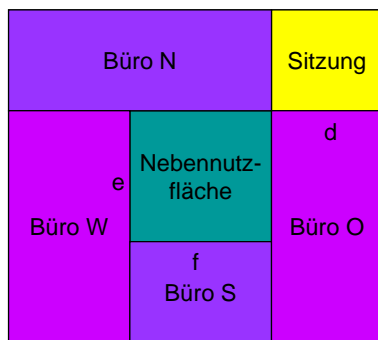 Büro N
Sitzung
d
Nebennutz-
fläche
e
Büro W
Büro O
f
Büro S